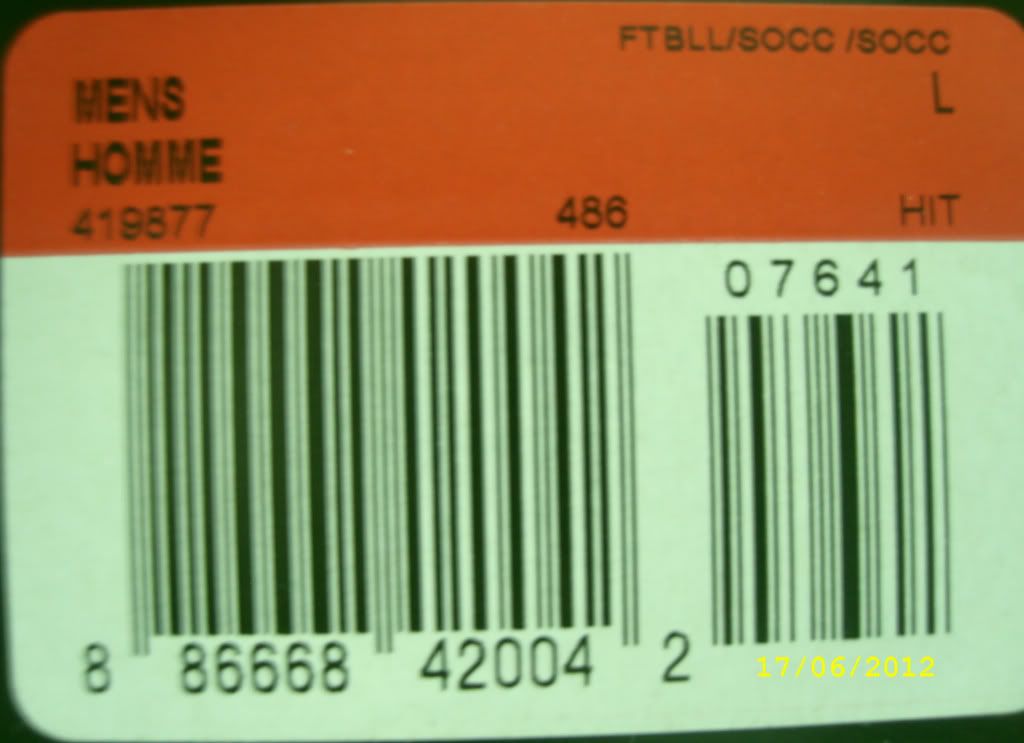 FTBLL/SOCC /SOCC
MENS L
HOMME
419877 486 HIT
07641
8 86668 42004 2
17/06/2012